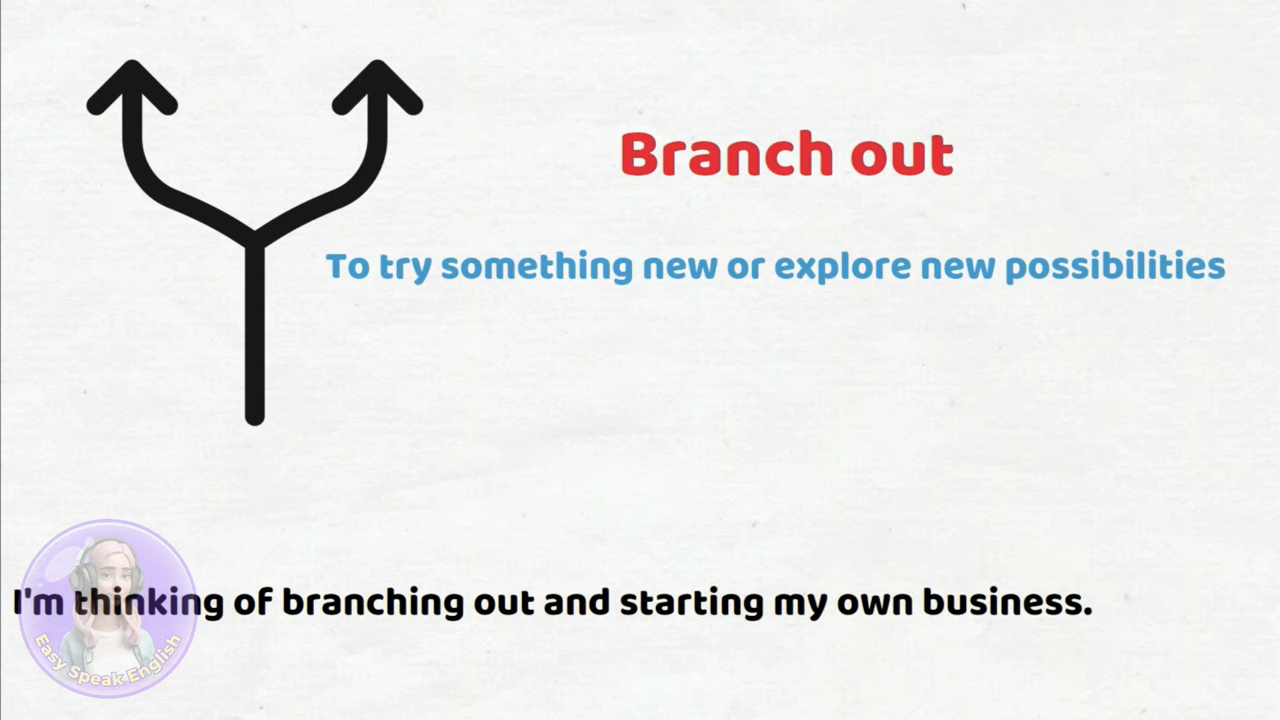 Branch out
To try something new or explore new possibilities
I'm thinking of branching out and starting my own business.
Easy Speak English